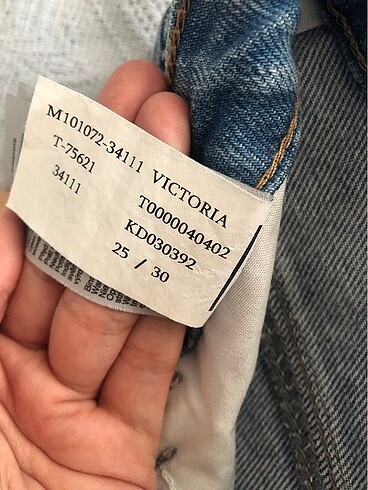 M101072-34111 VICTORIA
T-75621
34111
T0000040402
KD030392
25 / 30